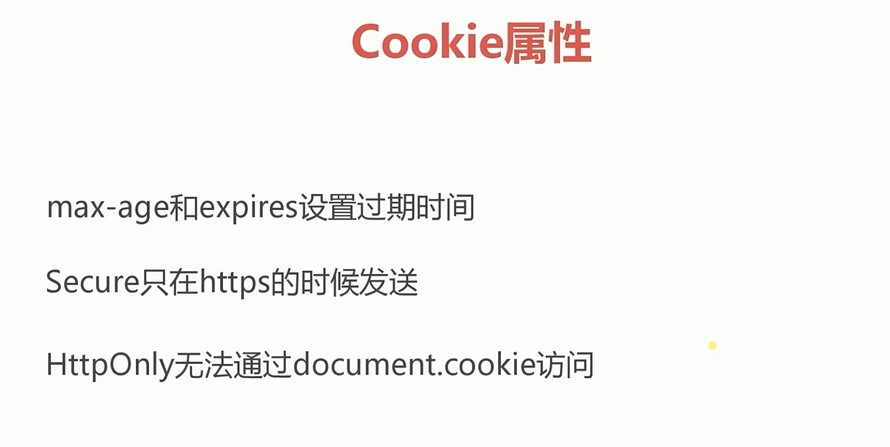 Cookie属性
max-age和expires设置过期时间
Secure只在https的时候发送
HttpOnly无法通过document.cookie访问